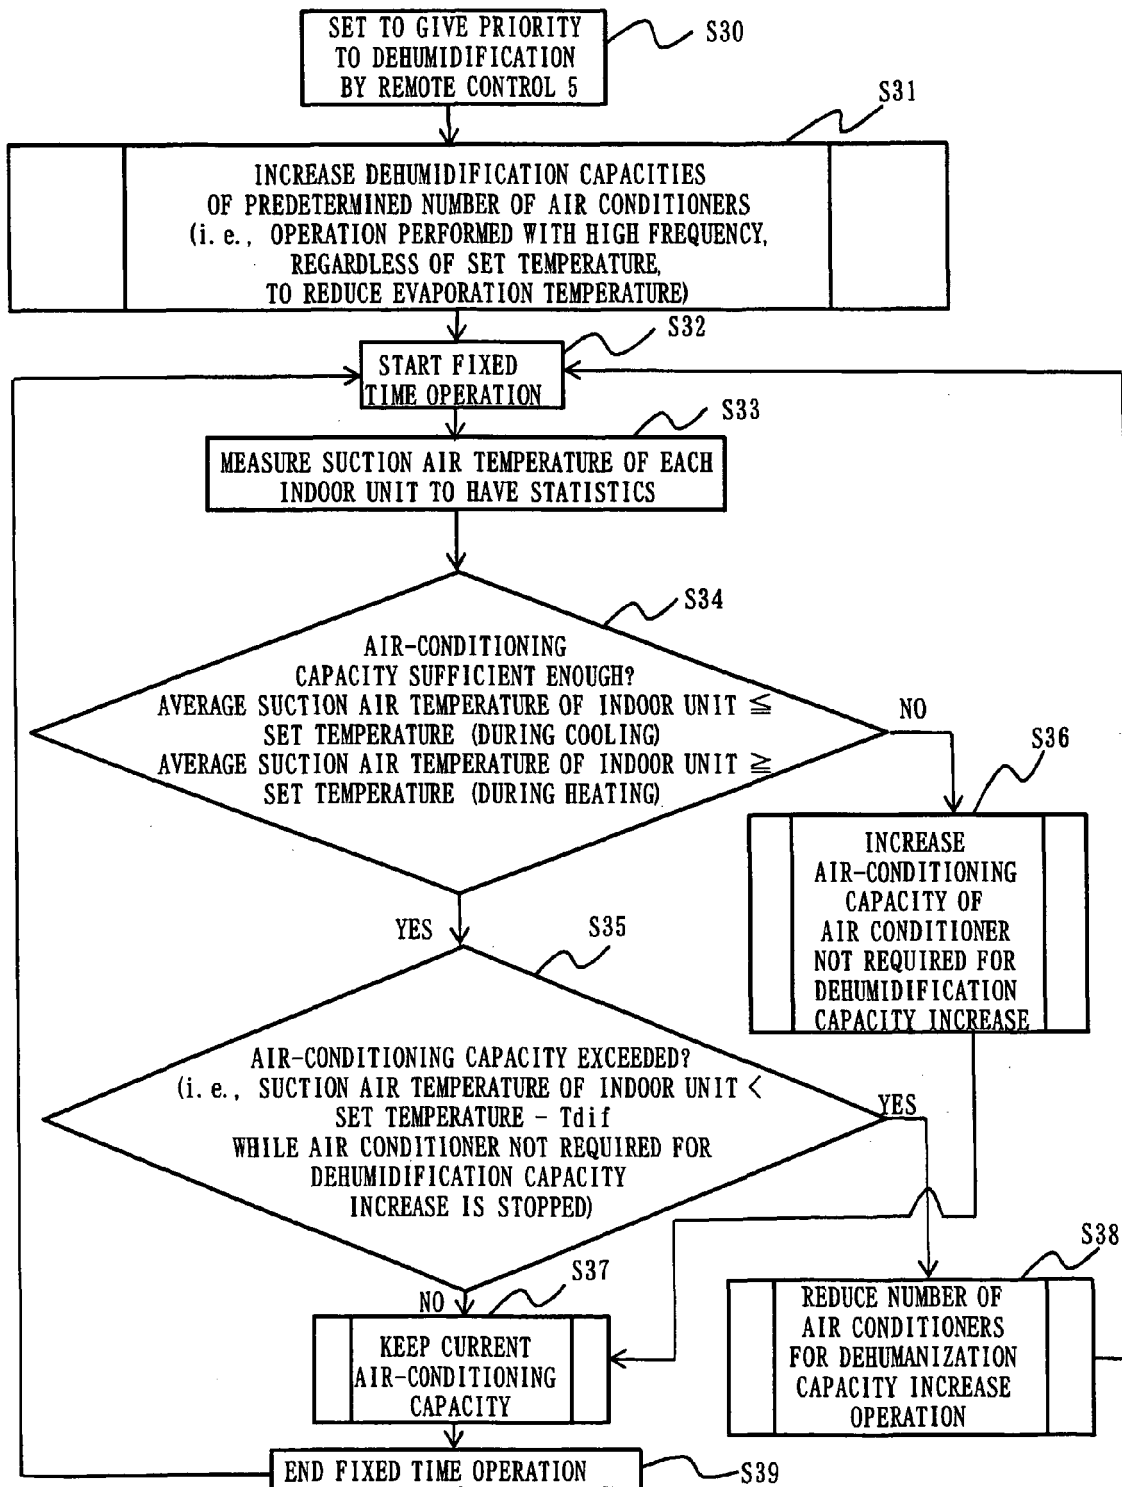 SET TO GIVE PRIORITY
TO DEHUMIDIFICATION
BY REMOTE CONTROL 5
S30
S31
INCREASE DEHUMIDIFICATION CAPACITIES
OF PREDETERMINED NUMBER OF AIR CONDITIONERS
(i.e., OPERATION PERFORMED WITH HIGH FREQUENCY,
REGARDLESS OF SET TEMPERATURE,
TO REDUCE EVAPORATION TEMPERATURE)
S32
START FIXED
TIME OPERATION
S33
MEASURE SUCTION AIR TEMPERATURE OF EACH
INDOOR UNIT TO HAVE STATISTICS
S34
AIR-CONDITIONING
CAPACITY SUFFICIENT ENOUGH?
AVERAGE SUCTION AIR TEMPERATURE OF INDOOR UNIT ≦
SET TEMPERATURE (DURING COOLING)
AVERAGE SUCTION AIR TEMPERATURE OF INDOOR UNIT ≧
SET TEMPERATURE (DURING HEATING)
NO
S36
INCREASE
AIR-CONDITIONING
CAPACITY OF
AIR CONDITIONER
NOT REQUIRED FOR
DEHUMIDIFICATION
CAPACITY INCREASE
YES
S35
AIR-CONDITIONING CAPACITY EXCEEDED?
(i.e., SUCTION AIR TEMPERATURE OF INDOOR UNIT <
SET TEMPERATURE - Tdif
WHILE AIR CONDITIONER NOT REQUIRED FOR
DEHUMIDIFICATION CAPACITY
INCREASE IS STOPPED)
YES
S38
REDUCE NUMBER OF
AIR CONDITIONERS
FOR DEHUMANIZATION
CAPACITY INCREASE
OPERATION
NO
S37
KEEP CURRENT
AIR-CONDITIONING
CAPACITY
END FIXED TIME OPERATION
S39